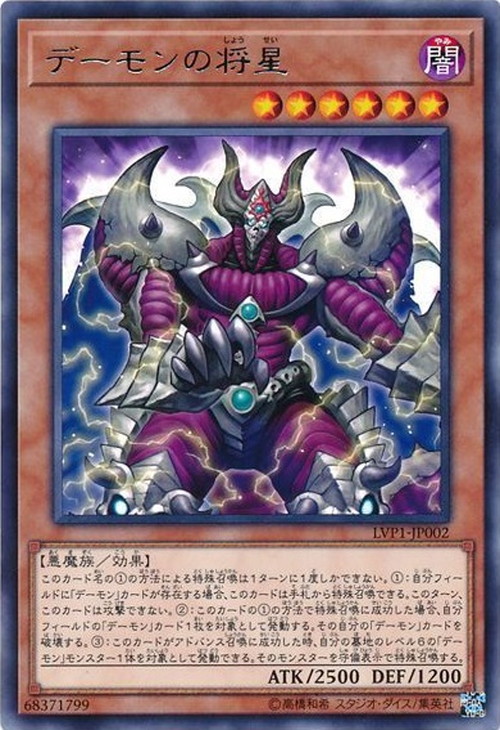 デーモンの将星
しょう せい
闇
やみ
LVP1-JP002
【悪魔族/効果】
このカード名の①の方法による特殊召喚は1ターンに1度しかできない。①:自分フィー
ルドに「デーモン」カードが存在する場合、このカードは手札から特殊召喚できる。このターン、
このカードは攻撃できない。②:このカードの①の方法で特殊召喚に成功した場合、自分
フィールドの「デーモン」カード1枚を対象として発動する。その自分の「デーモン」カードを
破壊する。③:このカードがアドバンス召喚に成功した時、自分の墓地のレベル6の「デー
モン」モンスター1体を対象として発動できる。そのモンスターを守備表示で特殊召喚する。
ATK/2500 DEF/1200
68371799
©高橋和希 スタジオ・ダイス/集英社